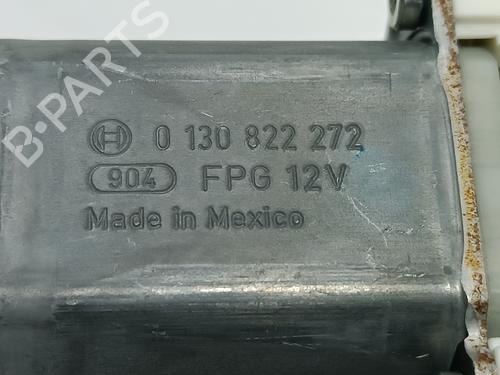 0 130 822 272
904 FPG 12V
Made in Mexico
B-PARTS